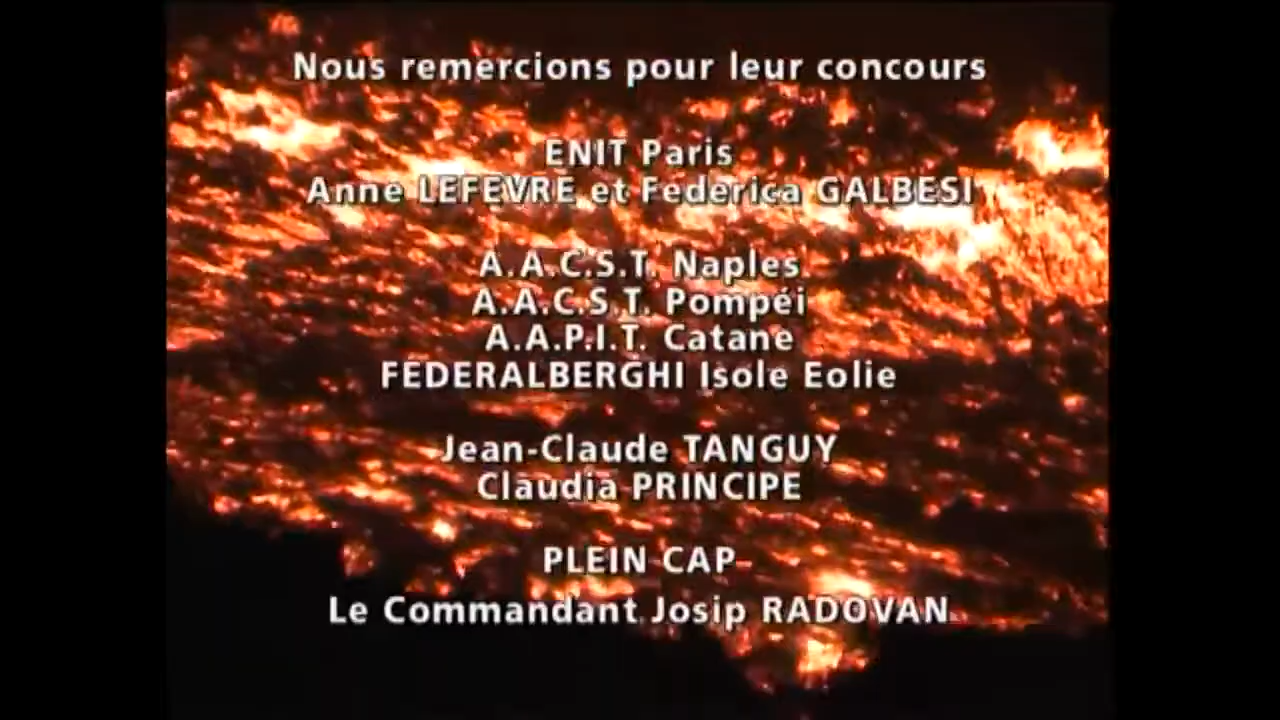 Nous remercions pour leur concours
ENIT Paris
Anne LEFEVRE et Federica GALBESI
A.A.C.S.T. Naples
A.A.C.S.T. Pompéi
A.A.P.I.T. Catane
FEDERALBERGHI Isole Eolie
Jean-Claude TANGUY
Claudia PRINCIPE
PLEIN CAP
Le Commandant Josip RADOVAN